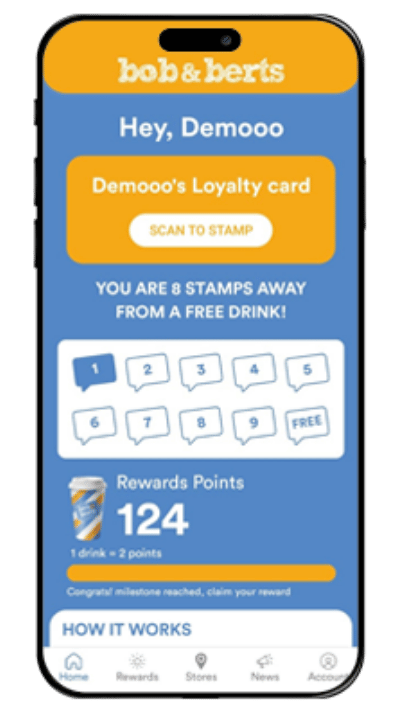 bob&berts
Hey, Demooo
Demooo's Loyalty card
SCAN TO STAMP
YOU ARE 8 STAMPS AWAY
FROM A FREE DRINK!
1 2 3 4 5
6 7 8 9 FREE
Rewards Points
124
1 drink = 2 points
Congrats! milestone reached, claim your reward
HOW IT WORKS
Home Rewards Stores News Account